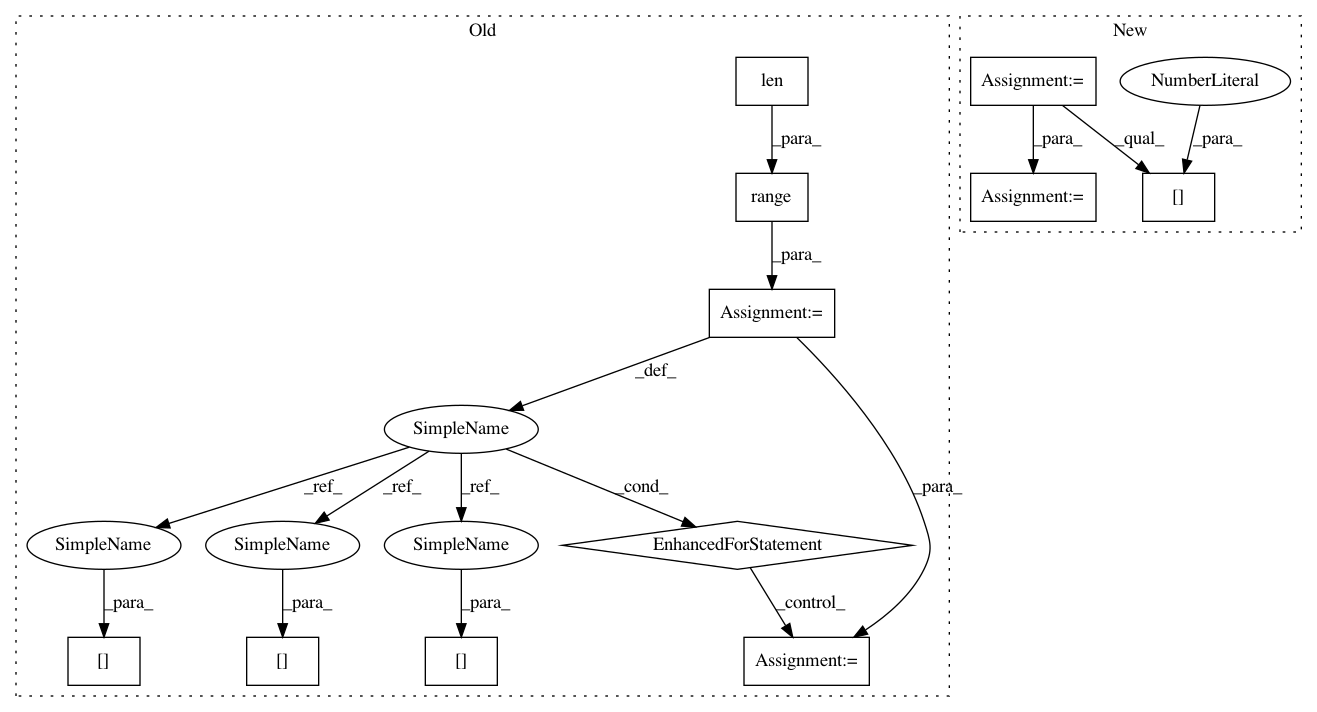 Old
New
len
Assignment:=
NumberLiteral
_para_
_para_
_qual_
_para_
range
Assignment:=
[]
_para_
Assignment:=
_def_
SimpleName
_ref_
_ref_
_ref_
_cond_
_para_
SimpleName
SimpleName
SimpleName
EnhancedForStatement
_para_
_para_
_para_
_control_
[]
[]
[]
Assignment:=